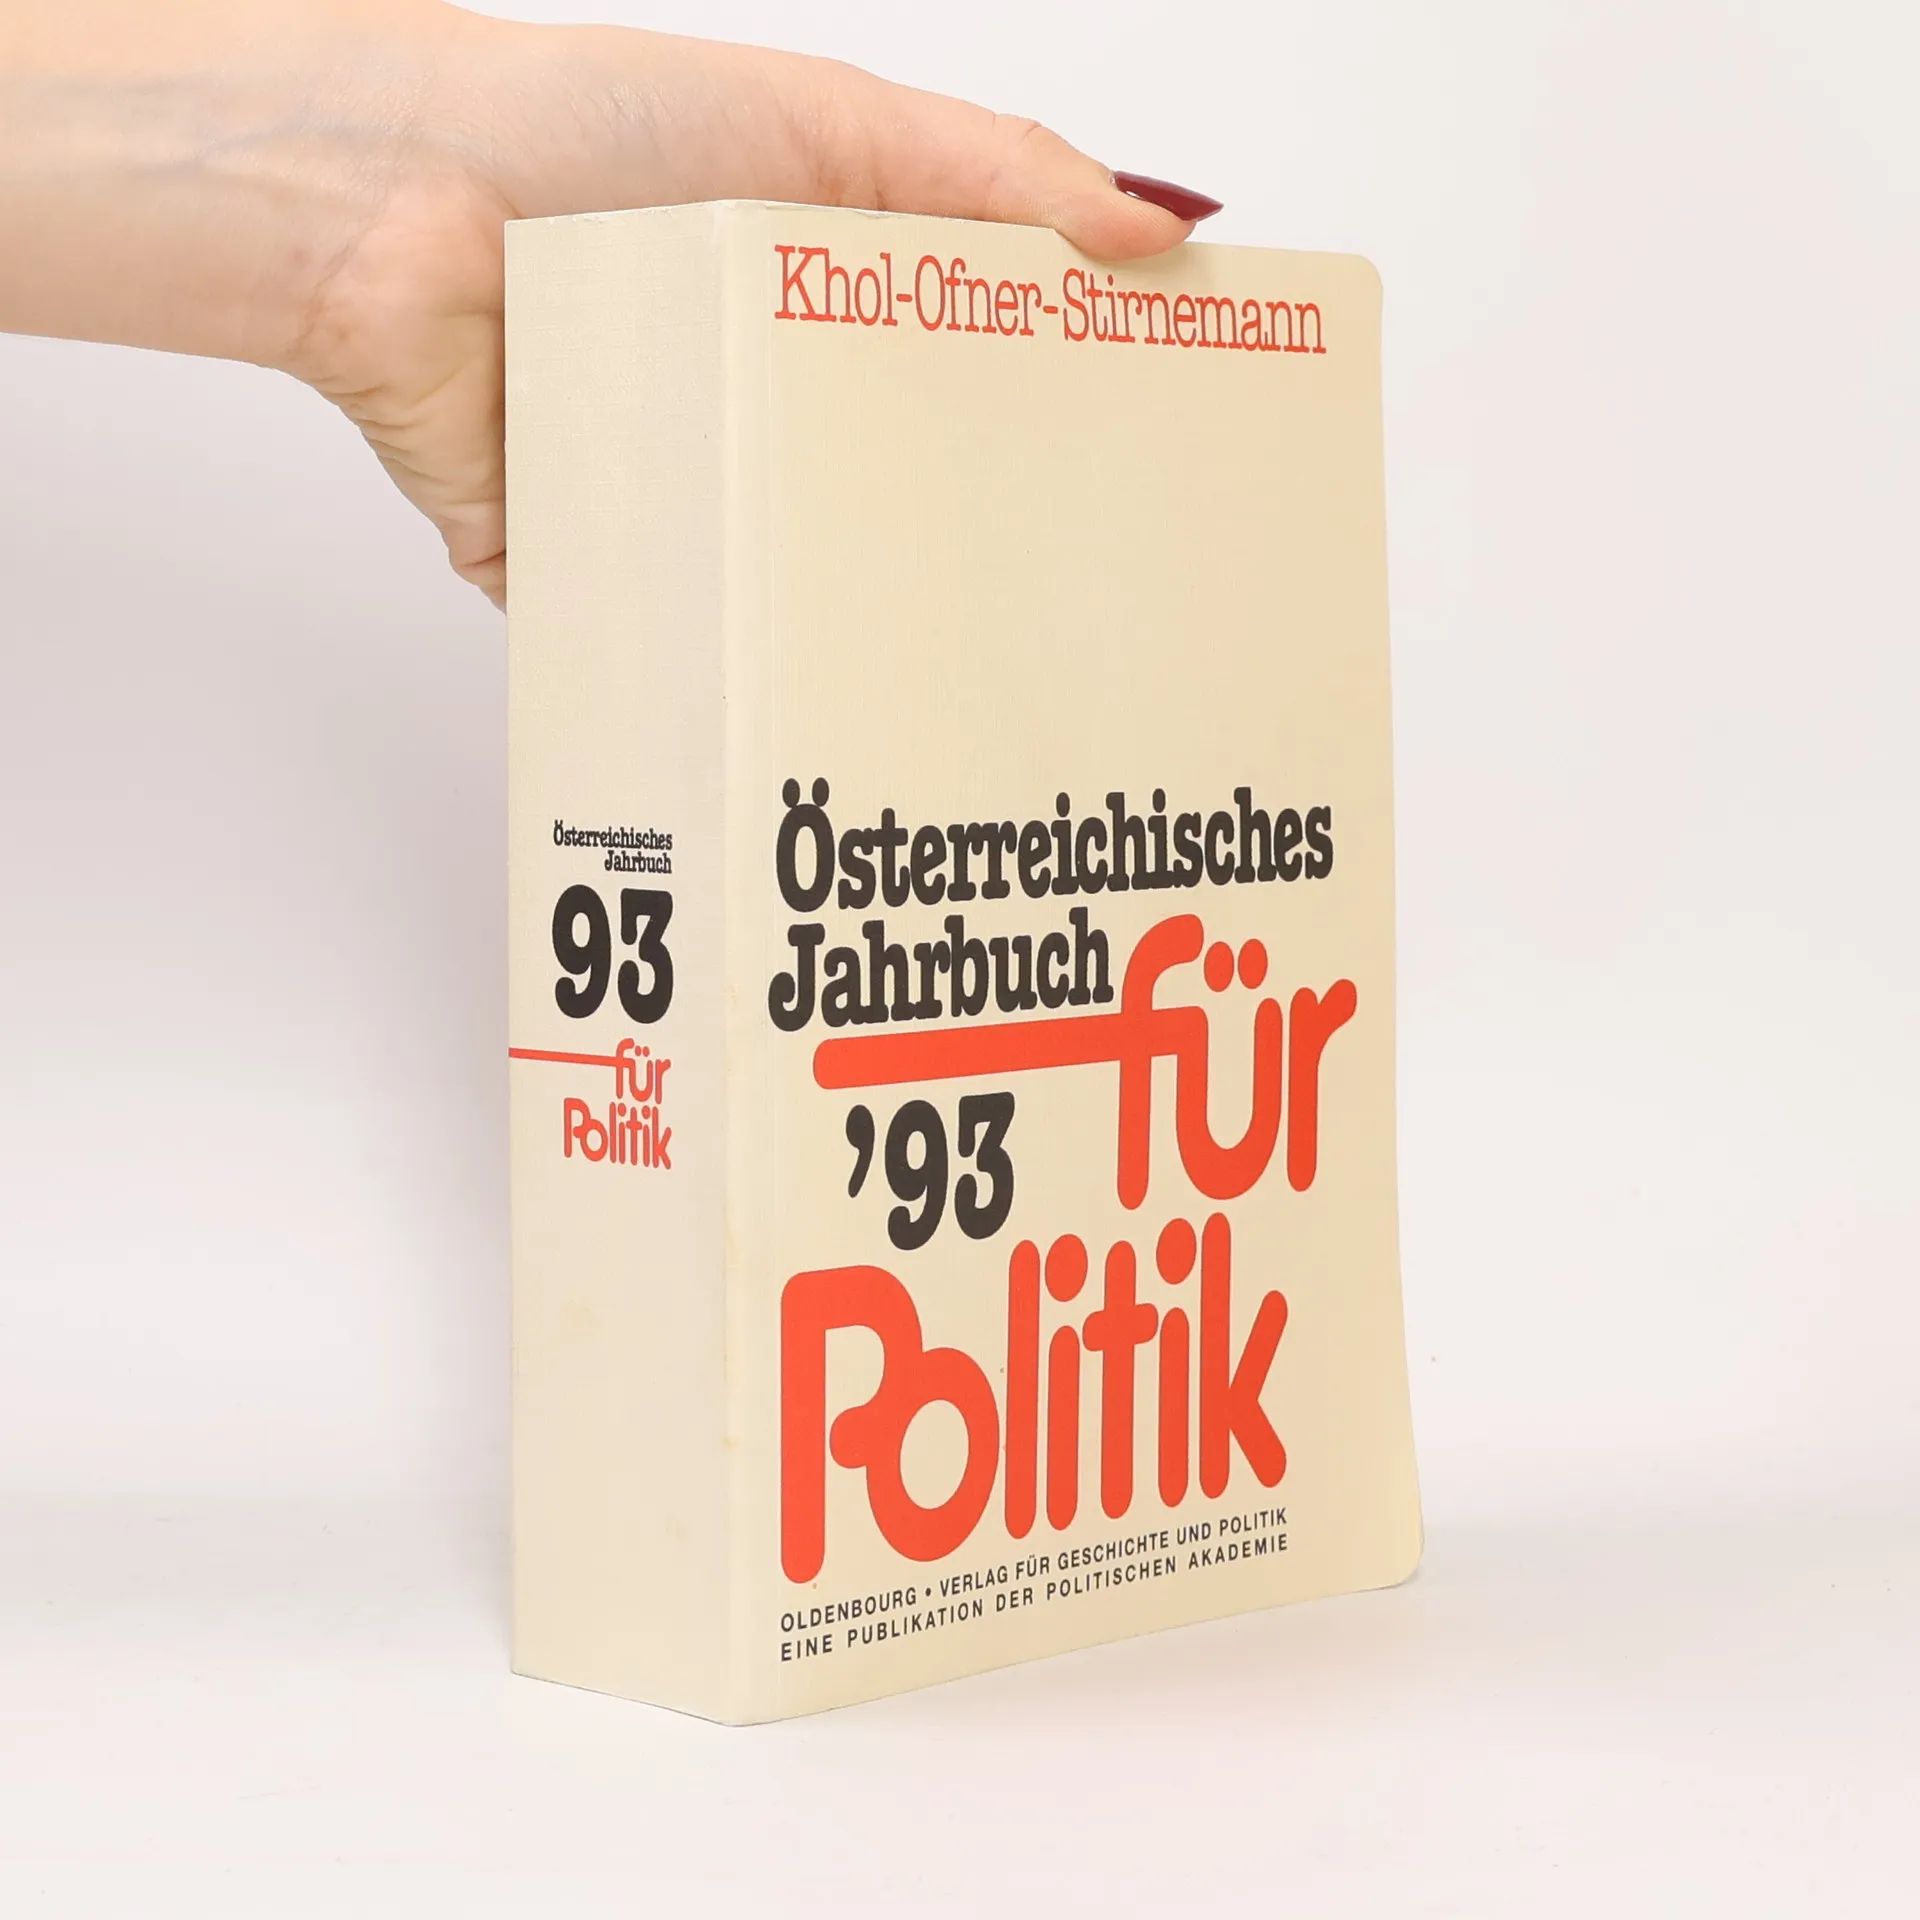 Khol-Ofner-Stirnemann
Österreichisches
Jahrbuch für
'93
Politik
OLDENBOURG • VERLAG FÜR GESCHICHTE UND POLITIK
EINE PUBLIKATION DER POLITISCHEN AKADEMIE
Österreichisches
Jahrbuch
93
für
Politik